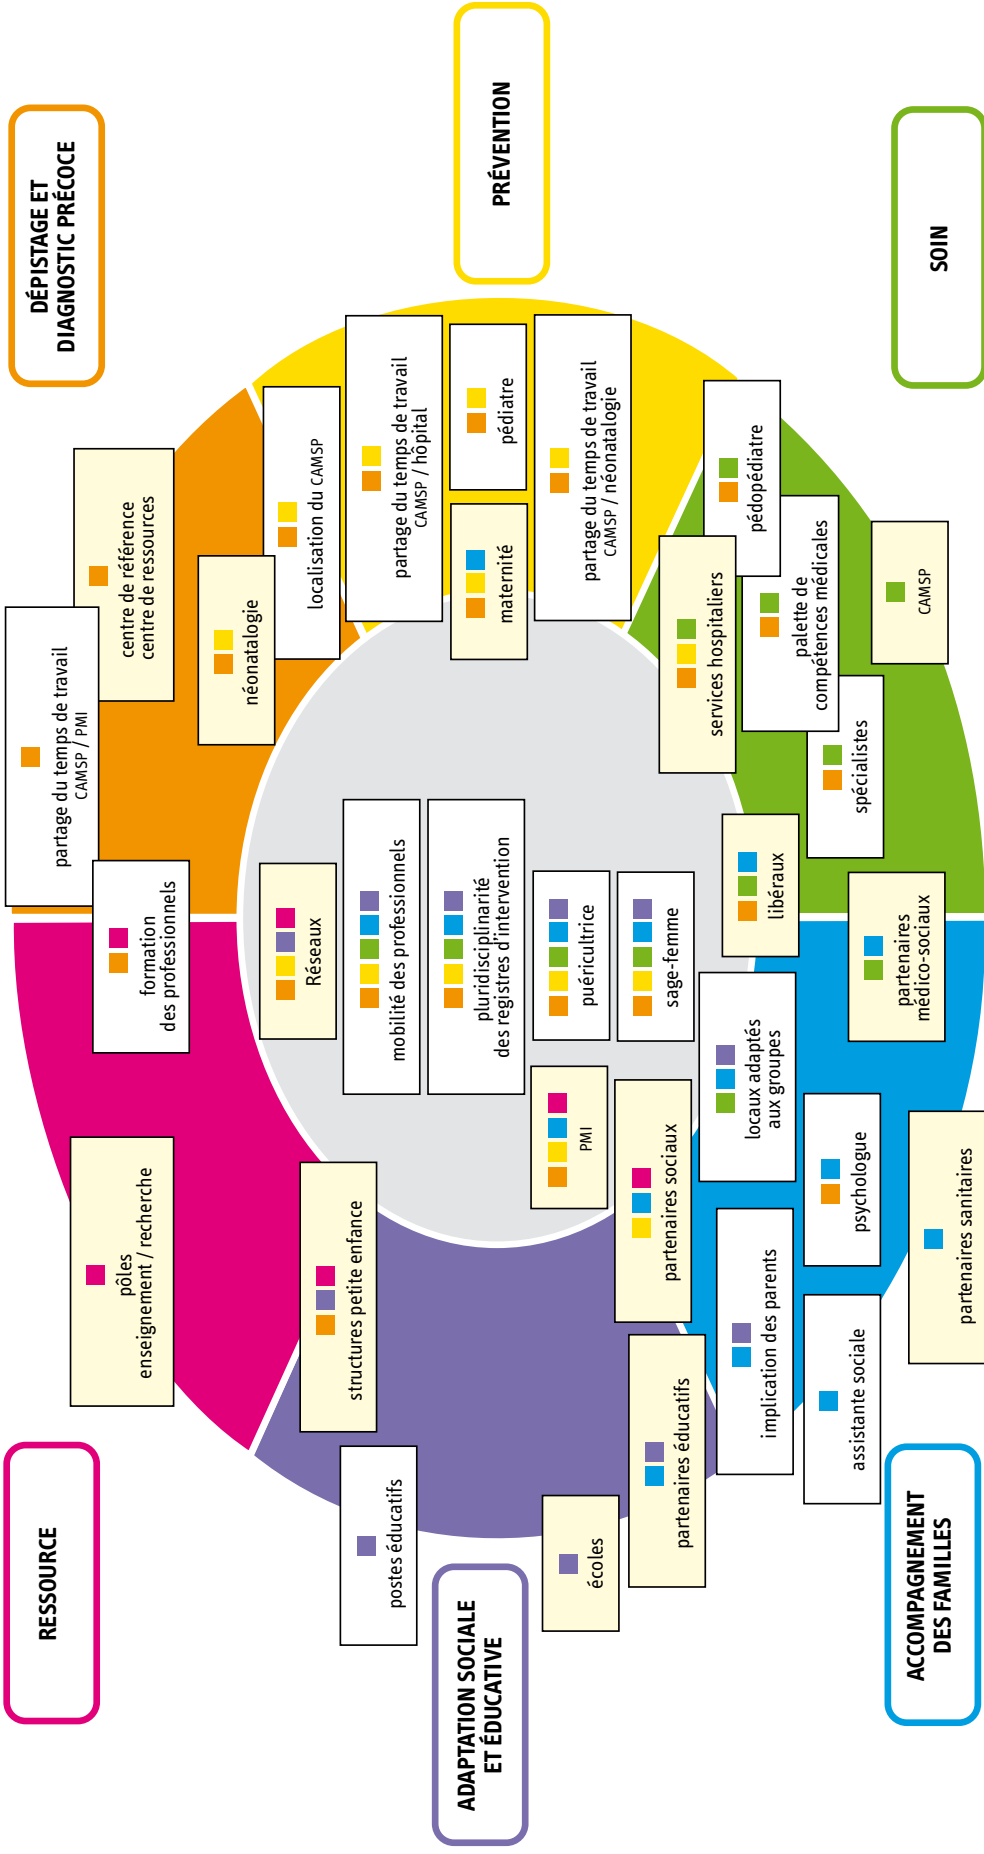 RESSOURCE
DÉPISTAGE ET
DIAGNOSTIC PRÉCOCE
partage du temps de travail
CAMSP / PMI
centre de référence
centre de ressources
formation
des professionnels
pôles
enseignement / recherche
néonatalogie
localisation du CAMSP
Réseaux
structures petite enfance
partage du temps de travail
CAMSP / hôpital
mobilité des professionnels
postes éducatifs
pédiatre
maternité
pluridisciplinarité
des registres d'intervention
PRÉVENTION
ADAPTATION SOCIALE
ET ÉDUCATIVE
partage du temps de travail
CAMSP / néonatalogie
puéricultrice
PMI
écoles
sage-femme
partenaires sociaux
partenaires éducatifs
services hospitaliers
pédopédiatre
locaux adaptés
aux groupes
implication des parents
libéraux
palette de
compétences médicales
spécialistes
psychologue
assistante sociale
partenaires
médico-sociaux
CAMSP
partenaires sanitaires
ACCOMPAGNEMENT
DES FAMILLES
SOIN